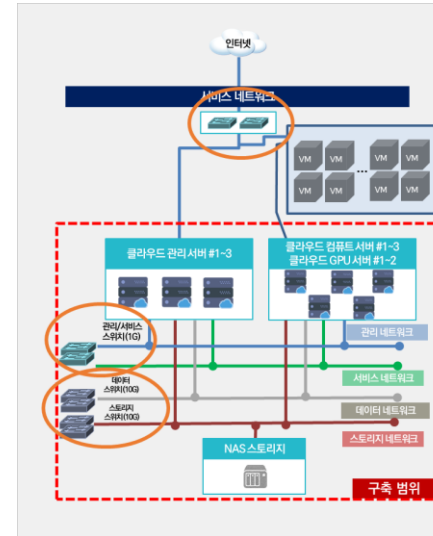 인터넷
서비스 네트워크
VM VM VM VM
...
VM VM VM VM
클라우드 관리 서버 #1~3
클라우드 컴퓨트 서버 #1~3
클라우드 GPU 서버 #1~2
관리/서비스
스위치(1G)
관리 네트워크
서비스 네트워크
데이터
스위치(10G)
데이터 네트워크
스토리지
스위치(10G)
스토리지 네트워크
NAS 스토리지
구축 범위